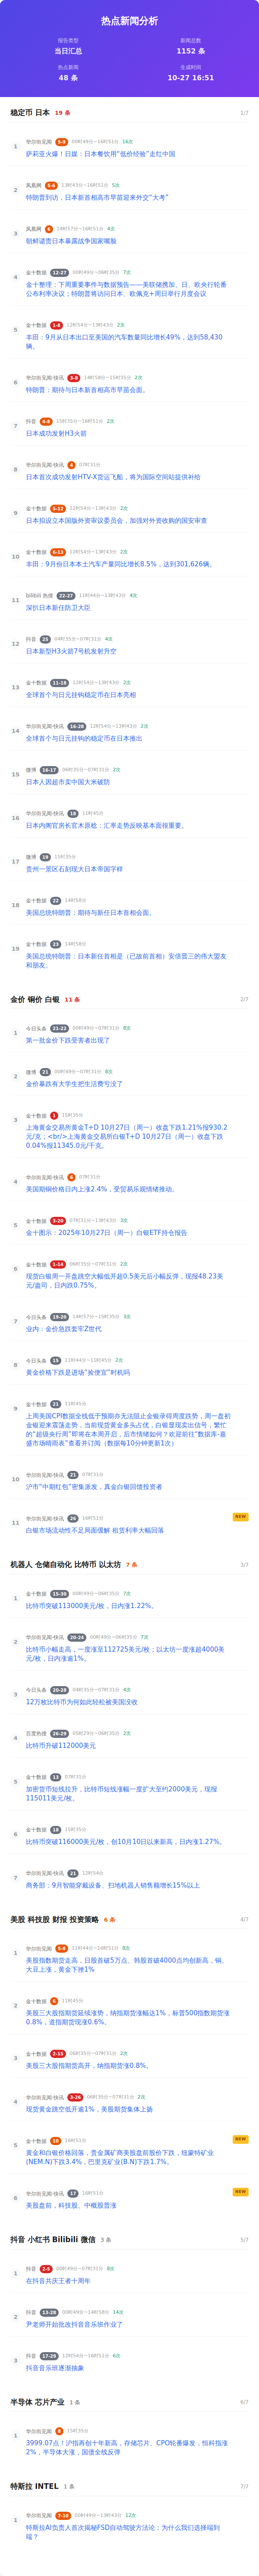 热点新闻分析
报告类型
新闻总数
当日汇总
1152 条
热点新闻
生成时间
48 条
10-27 16:51
稳定币 日本 19 条 1/7
1
华尔街见闻 5-9 00时49分~16时51分 16次
萨莉亚火爆！日媒：日本餐饮用“低价经验”走红中国
2
凤凰网 5-6 13时43分~16时51分 5次
特朗普到访，日本新首相高市早苗迎来外交“大考”
3
凤凰网 6 14时57分~16时51分 4次
朝鲜谴责日本暴露战争国家嘴脸
4
金十数据 12-27 00时49分~06时35分 7次
金十整理：下周重要事件与数据预告——美联储携加、日、欧央行轮番
公布利率决议；特朗普将访问日本、欧佩克+周日举行月度会议
5
金十数据 1-9 12时54分~13时43分 2次
丰田：9月从日本出口至美国的汽车数量同比增长49%，达到58,430
辆。
6
华尔街见闻·快讯 3-8 14时58分~15时35分 2次
特朗普：期待与日本新首相高市早苗会面。
7
抖音 4-8 15时35分~16时51分 2次
日本成功发射H3火箭
8
华尔街见闻·快讯 6 07时31分
日本首次成功发射HTV-X货运飞船，将为国际空间站提供补给
9
金十数据 5-12 12时54分~13时43分 2次
日本拟设立本国版外资审议委员会，加强对外资收购的国安审查
10
金十数据 6-13 12时54分~13时43分 2次
丰田：9月份日本本土汽车产量同比增长8.5%，达到301,626辆。
11
bilibili 热搜 22-27 11时44分~13时43分 4次
深扒日本新任防卫大臣
12
抖音 25 04时35分~07时31分 4次
日本新型H3火箭7号机发射升空
13
金十数据 11-18 12时54分~13时43分 2次
全球首个与日元挂钩稳定币在日本亮相
14
华尔街见闻·快讯 16-28 12时54分~13时43分 2次
全球首个与日元挂钩的稳定币在日本推出
15
微博 16-17 06时35分~07时31分 2次
日本人因超市卖中国大米破防
16
华尔街见闻·快讯 18 11时45分
日本内阁官房长官木原稔：汇率走势反映基本面很重要。
17
微博 19 15时35分
贵州一景区石刻现大日本帝国字样
18
金十数据 22 14时58分
美国总统特朗普：期待与新任日本首相会面。
19
金十数据 23 14时58分
美国总统特朗普：日本新任首相是（已故前首相）安倍晋三的伟大盟友
和朋友。
金价 铜价 白银 11 条 2/7
1
今日头条 21-22 00时49分~07时31分 8次
第一批金价下跌受害者出现了
2
微博 21 00时49分~07时31分 8次
金价暴跌有大学生把生活费亏没了
3
金十数据 1 15时35分
上海黄金交易所黄金T+D 10月27日（周一）收盘下跌1.21%报930.2
元/克；<br/>上海黄金交易所白银T+D 10月27日（周一）收盘下跌
0.04%报11345.0元/千克。
4
华尔街见闻·快讯 6 07时31分
美国期铜价格日内上涨2.4%，受贸易乐观情绪推动。
5
金十数据 3-20 07时31分~13时43分 3次
金十图示：2025年10月27日（周一）白银ETF持仓报告
6
金十数据 1-14 06时35分~07时31分 2次
现货白银周一开盘跳空大幅低开超0.5美元后小幅反弹，现报48.23美
元/盎司，日内跌0.75%。
7
今日头条 19-20 14时57分~15时35分 3次
业内：金价急跌套牢Z世代
8
今日头条 15 11时44分~11时45分 2次
黄金价格下跌是进场“捡便宜”时机吗
9
金十数据 21 11时45分
上周美国CPI数据全线低于预期亦无法阻止金银录得周度跌势，周一盘初
金银迎来震荡走势，当前现货黄金多头占优，白银显现卖出信号，繁忙
的“超级央行周”即将在本周开启，后市情绪如何？欢迎前往“数据库-嘉
盛市场晴雨表”查看并订阅（数据每10分钟更新1次）
10
华尔街见闻·快讯 21 07时31分
沪市“中期红包”密集派发，真金白银回馈投资者
11
华尔街见闻·快讯 26 16时51分 NEW
白银市场流动性不足局面缓解 租赁利率大幅回落
机器人 仓储自动化 比特币 以太坊 7 条 3/7
1
金十数据 15-30 00时49分~06时35分 7次
比特币突破113000美元/枚，日内涨1.22%。
2
华尔街见闻·快讯 20-24 00时49分~06时35分 7次
比特币小幅走高，一度涨至112725美元/枚；以太坊一度涨超4000美
元/枚，日内涨逾1%。
3
今日头条 20-28 04时35分~07时31分 4次
12万枚比特币为何如此轻松被美国没收
4
百度热搜 26-29 05时29分~06时35分 2次
比特币升破112000美元
5
金十数据 13 07时31分
加密货币短线拉升，比特币短线涨幅一度扩大至约2000美元，现报
115011美元/枚。
6
金十数据 18 15时35分
比特币突破116000美元/枚，创10月10日以来新高，日内涨1.27%。
7
华尔街见闻·快讯 21 12时54分
商务部：9月智能穿戴设备、扫地机器人销售额增长15%以上
美股 科技股 财报 投资策略 6 条 4/7
1
华尔街见闻 5-9 11时44分~16时51分 8次
美股指数期货走高，日股首破5万点、韩股首破4000点均创新高，铜、
大豆上涨，黄金下挫1%
2
金十数据 6 11时45分
美股三大股指期货延续涨势，纳指期货涨幅达1%，标普500指数期货涨
0.8%，道指期货现涨0.6%。
3
金十数据 2-15 06时35分~07时31分 2次
美股三大股指期货高开，纳指期货涨0.8%。
4
华尔街见闻·快讯 3-26 06时35分~07时31分 2次
现货黄金跳空低开逾1%，美股期货集体上扬
5
金十数据 10 16时51分 NEW
黄金和白银价格回落，贵金属矿商美股盘前股价下跌，纽蒙特矿业
(NEM.N)下跌3.4%，巴里克矿业(B.N)下跌1.7%。
6
华尔街见闻·快讯 17 16时51分 NEW
美股盘前，科技股、中概股普涨
抖音 小红书 Bilibili 微信 3 条 5/7
1
抖音 2-5 00时49分~07时31分 8次
在抖音共庆王者十周年
2
抖音 13-28 00时49分~14时58分 14次
尹老师开始批改抖音音乐班作业了
3
抖音 17-29 12时54分~16时51分 6次
抖音音乐班逐渐抽象
半导体 芯片产业 1 条 6/7
1
华尔街见闻 6 15时35分
3999.07点！沪指再创十年新高，存储芯片、CPO轮番爆发，恒科指涨
2%，半导体大涨，国债全线反弹
特斯拉 INTEL 1 条 7/7
1
华尔街见闻 7-10 00时49分~13时43分 12次
特斯拉AI负责人首次揭秘FSD自动驾驶方法论：为什么我们选择端到
端？